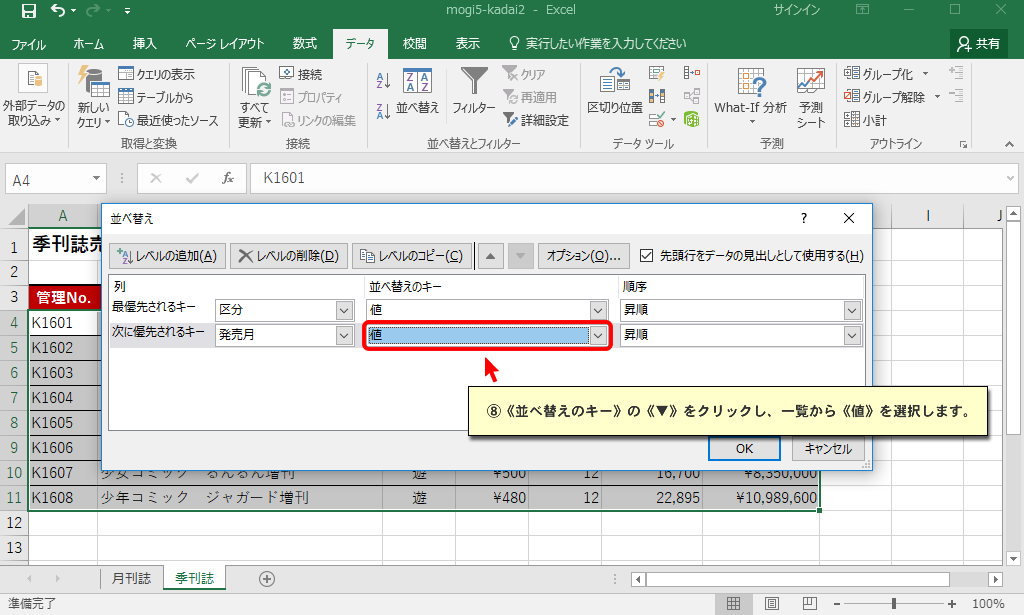 mogi5-kadai2 - Excel
サインイン
ファイル ホーム 挿入 ページ レイアウト 数式 データ 校閲 表示 実行したい作業を入力してください 共有
外部データの
取り込み
新しい
クエリ
クエリの表示
テーブルから
最近使ったソース
取得と変換
すべて
更新
接続
プロパティ
リンクの編集
接続
並べ替え
フィルター
クリア
再適用
詳細設定
並べ替えとフィルター
区切り位置
データ ツール
What-If 分析
予測
シート
予測
グループ化
グループ解除
小計
アウトライン
A4 fx K1601
A I J
並べ替え ? ×
レベルの追加(A) レベルの削除(D) レベルのコピー(C) オプション(O)... 先頭行をデータの見出しとして使用する(H)
列 並べ替えのキー 順序
最優先されるキー 区分 値 昇順
次に優先されるキー 発売月 値 昇順
⑧《並べ替えのキー》の《▼》をクリックし、一覧から《値》を選択します。
OK キャンセル
1 季刊誌売
2
3 管理No.
4 K1601
5 K1602
6 K1603
7 K1604
8 K1605
9 K1606
10 K1607 少女コミック るんるん増刊 遊 ¥500 12 16,700 ¥8,350,000
11 K1608 少年コミック ジャガード増刊 遊 ¥480 12 22,895 ¥10,989,600
12
13
月刊誌 季刊誌
準備完了 100%